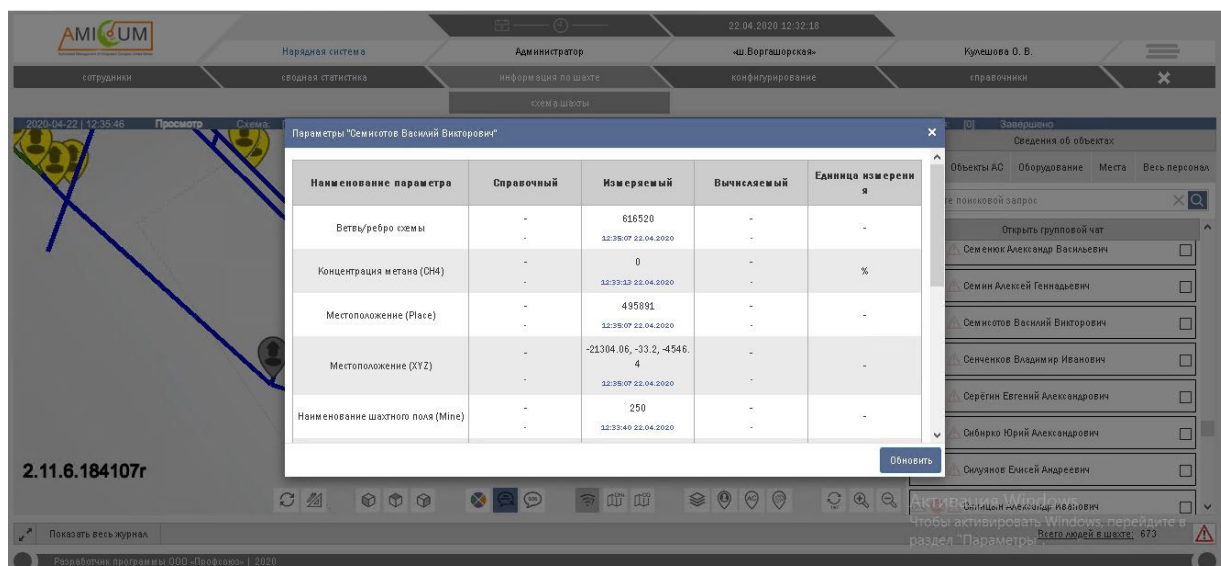 AMICUM
22.04.2020 12:32:18
Нарядная система
Администратор
«ш.Воргашорская»
Кулешова О. В.
сотрудники
сводная статистика
информация по шахте
конфигурирование
справочники
схема шахты
2020-04-22 | 12:35:46 Просмотр Схема:
[0] Завершено
Параметры "Семисотов Василий Викторович"
Сведения об объектах
Объекты АС Оборудование Места Весь персонал
поисковой запрос
Открыть групповой чат
Наименование параметра Справочный Измеряемый Вычисляемый Единица измерени
я
Ветвь/ребро схемы - 616520 - -
- 12:35:07 22.04.2020 -
Концентрация метана (CH4) - 0 - %
- 12:33:13 22.04.2020 -
Местоположение (Place) - 495891 - -
- 12:35:07 22.04.2020 -
Местоположение (XYZ) - -21304.06, -33.2, -4546.
4 - -
- 12:35:07 22.04.2020 -
Наименование шахтного поля (Mine) - 250 - -
- 12:33:40 22.04.2020 -
Обновить
Семенюк Александр Васильевич
Семин Алексей Геннадьевич
Семисотов Василий Викторович
Сенченков Владимир Иванович
Серёгин Евгений Александрович
Сибирко Юрий Александрович
Силуянов Елисей Андреевич
2.11.6.184107r
Активация Windows
Чтобы активировать Windows, перейдите в
раздел "Параметры".
Показать весь журнал
Всего людей в шахте: 673
Разработчик программы ООО «Профсоюз» | 2020